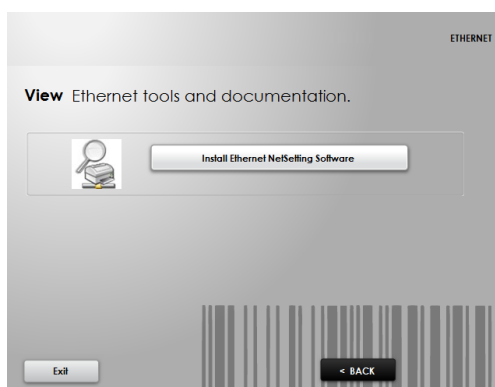 ETHERNET
View Ethernet tools and documentation.
Install Ethernet NetSetting Software
Exit
< BACK